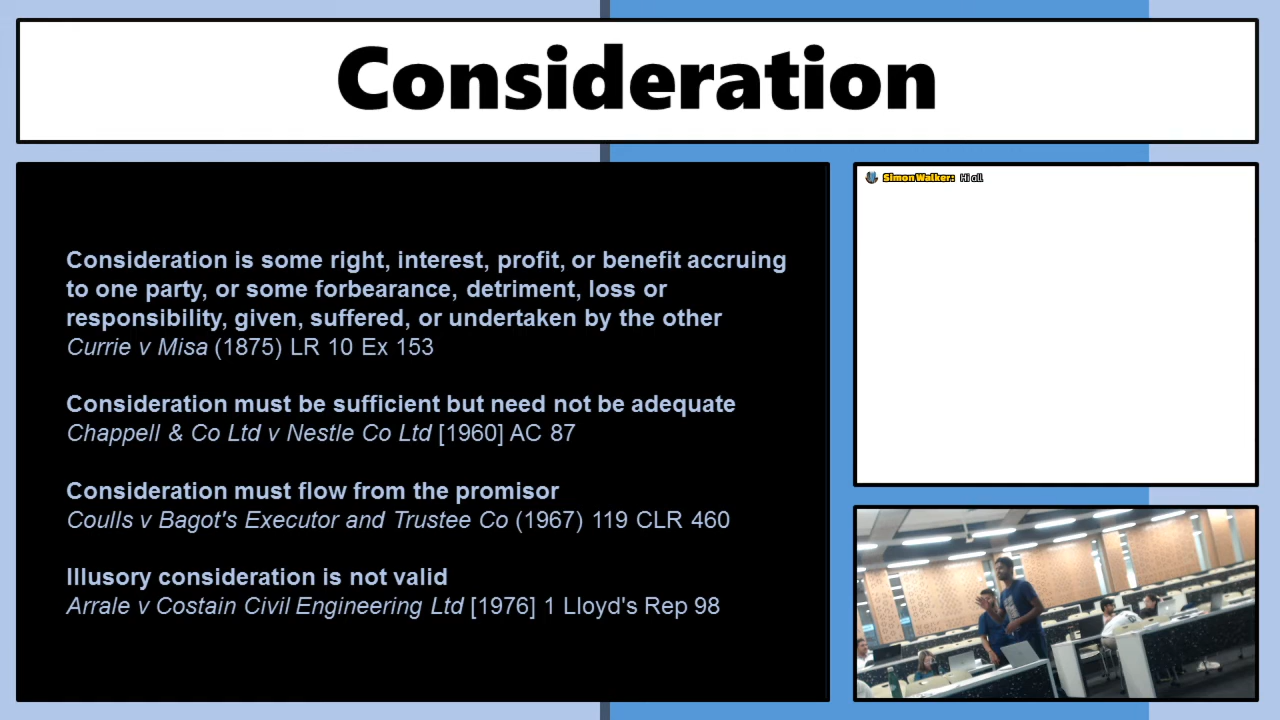 Consideration
Consideration is some right, interest, profit, or benefit accruing
to one party, or some forbearance, detriment, loss or
responsibility, given, suffered, or undertaken by the other
Currie v Misa (1875) LR 10 Ex 153
Consideration must be sufficient but need not be adequate
Chappell & Co Ltd v Nestle Co Ltd [1960] AC 87
Consideration must flow from the promisor
Coulls v Bagot's Executor and Trustee Co (1967) 119 CLR 460
Illusory consideration is not valid
Arrale v Costain Civil Engineering Ltd [1976] 1 Lloyd's Rep 98
Simon Walker: Hi all